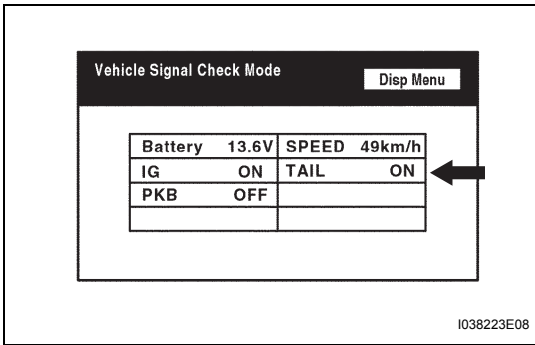 Vehicle Signal Check Mode
Disp Menu
Battery 13.6V SPEED 49km/h
IG ON TAIL ON
PKB OFF
I038223E08